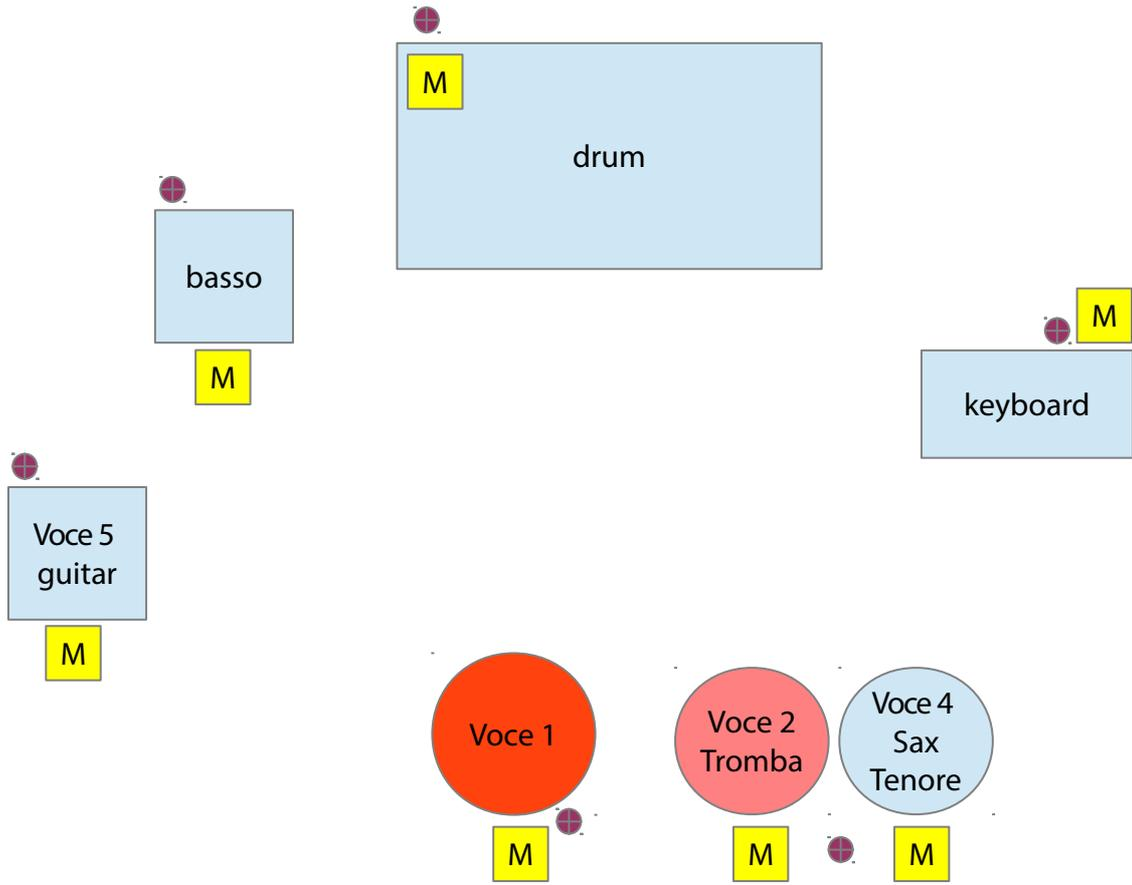 M
drum
basso
M
M
keyboard
Voce 5
guitar
M
Voce 1
Voce 2
Tromba
Voce 4
Sax
Tenore
M
M
M